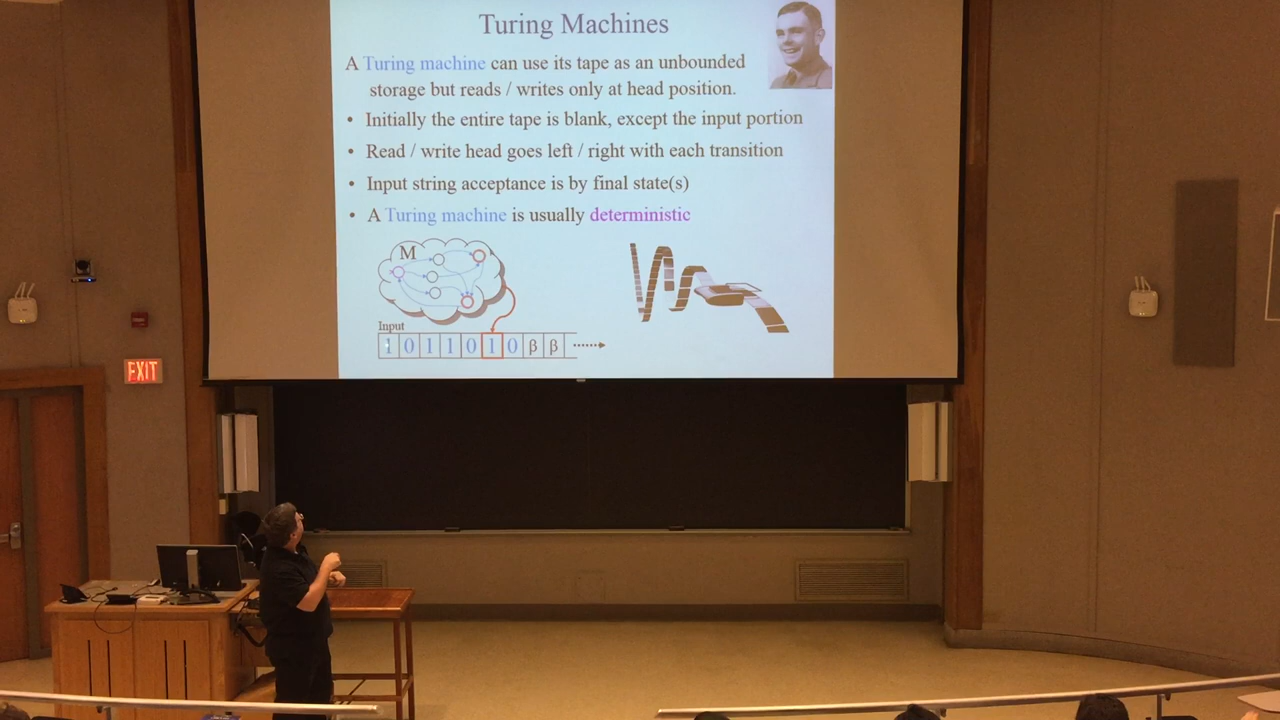 Turing Machines
A Turing machine can use its tape as an unbounded
storage but reads / writes only at head position.
• Initially the entire tape is blank, except the input portion
• Read / write head goes left / right with each transition
• Input string acceptance is by final state(s)
• A Turing machine is usually deterministic
M
Input
1 0 1 1 0 1 0 β β
EXIT